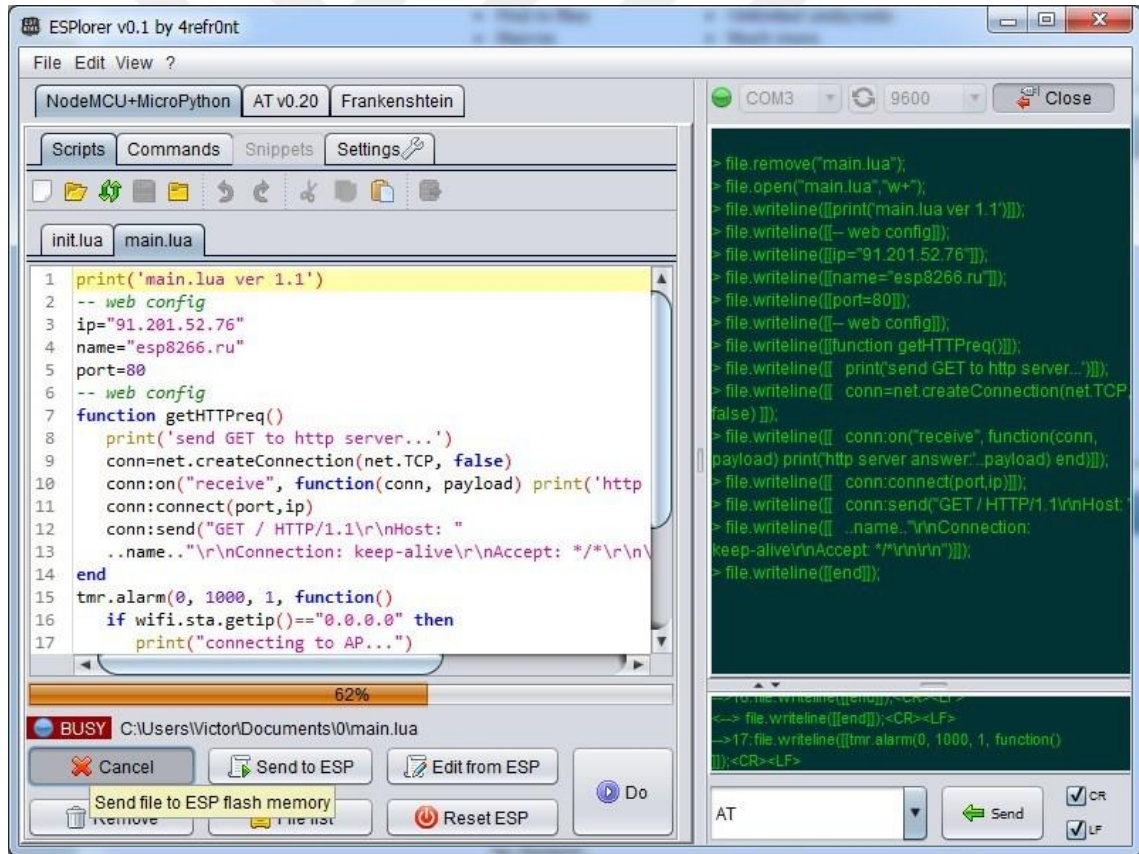 ESPlorer v0.1 by 4refr0nt
File Edit View ?
NodeMCU+MicroPython AT v0.20 Frankenshtein
Scripts Commands Snippets Settings
init.lua main.lua
1 print('main.lua ver 1.1')
2 -- web config
3 ip="91.201.52.76"
4 name="esp8266.ru"
5 port=80
6 -- web config
7 function getHTTPreq()
8 print('send GET to http server...')
9 conn=net.createConnection(net.TCP, false)
10 conn:on("receive", function(conn, payload) print('http
11 conn:connect(port,ip)
12 conn:send("GET / HTTP/1.1\r\nHost: "
13 ..name.."\r\nConnection: keep-alive\r\nAccept: */*\r\n\
14 end
15 tmr.alarm(0, 1000, 1, function()
16 if wifi.sta.getip()=="0.0.0.0" then
17 print("connecting to AP...")
62%
BUSY C:\Users\Victor\Documents\0\main.lua
Cancel Send to ESP Edit from ESP
Do
Send file to ESP flash memory
Remove File list Reset ESP
COM3 9600 Close
> file.remove("main.lua");
> file.open("main.lua","w+");
> file.writeline([[print('main.lua ver 1.1')]]);
> file.writeline([[-- web config]]);
> file.writeline([[ip="91.201.52.76"]]);
> file.writeline([[name="esp8266.ru"]]);
> file.writeline([[port=80]]);
> file.writeline([[-- web config]]);
> file.writeline([[function getHTTPreq()]]);
> file.writeline([[ print('send GET to http server...')]]);
> file.writeline([[ conn=net.createConnection(net.TCP,
false) ]]);
> file.writeline([[ conn:on("receive", function(conn,
payload) print('http server answer:'..payload) end)]]);
> file.writeline([[ conn:connect(port,ip)]]);
> file.writeline([[ conn:send("GET / HTTP/1.1\r\nHost: "
> file.writeline([[ ..name.."\r\nConnection:
keep-alive\r\nAccept: */*\r\n\r\n")]]);
> file.writeline([[end]]);
-->16:file.writeline([[end]]);<CR><LF>
<--> file.writeline([[end]]);<CR><LF>
-->17:file.writeline([[tmr.alarm(0, 1000, 1, function()
]]);<CR><LF>
AT Send CR
LF